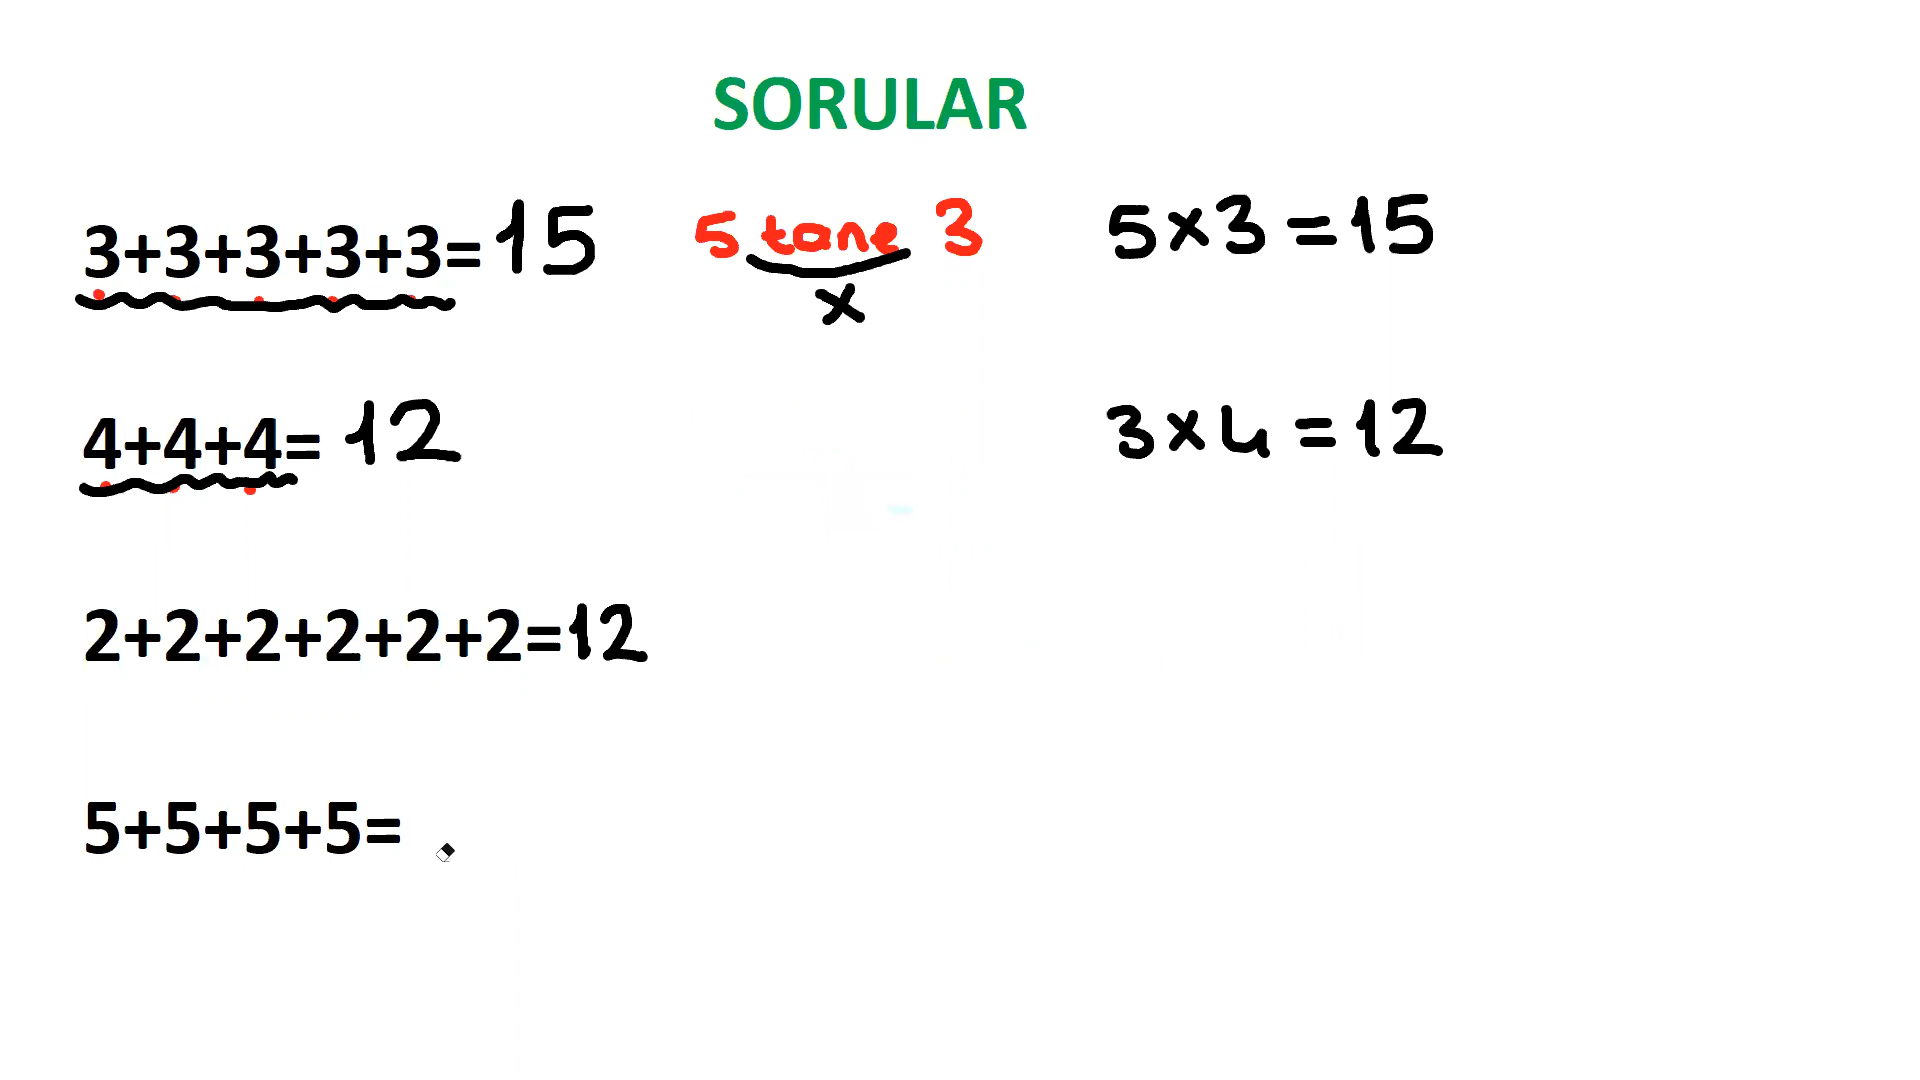 SORULAR
3+3+3+3+3=15 5 tane 3 5x3=15
x
4+4+4= 12 3x4=12
2+2+2+2+2+2=12
5+5+5+5=